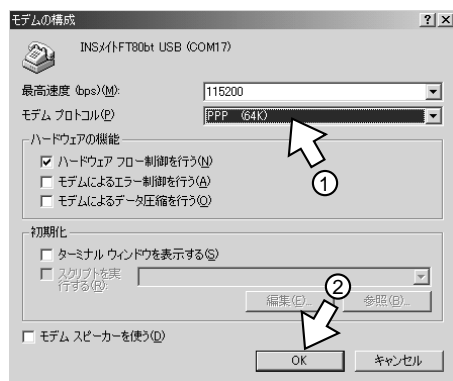 モデムの構成
INSメイトFT80bt USB (COM17)
最高速度 (bps)(M):
115200
モデム プロトコル(P)
PPP (64K)
ハードウェアの機能
ハードウェア フロー制御を行う(N)
モデムによるエラー制御を行う(A)
モデムによるデータ圧縮を行う(O)
①
初期化
ターミナル ウィンドウを表示する(S)
スクリプトを実
行する(R):
②
編集(E)... 参照(B)...
モデム スピーカーを使う(D)
OK キャンセル